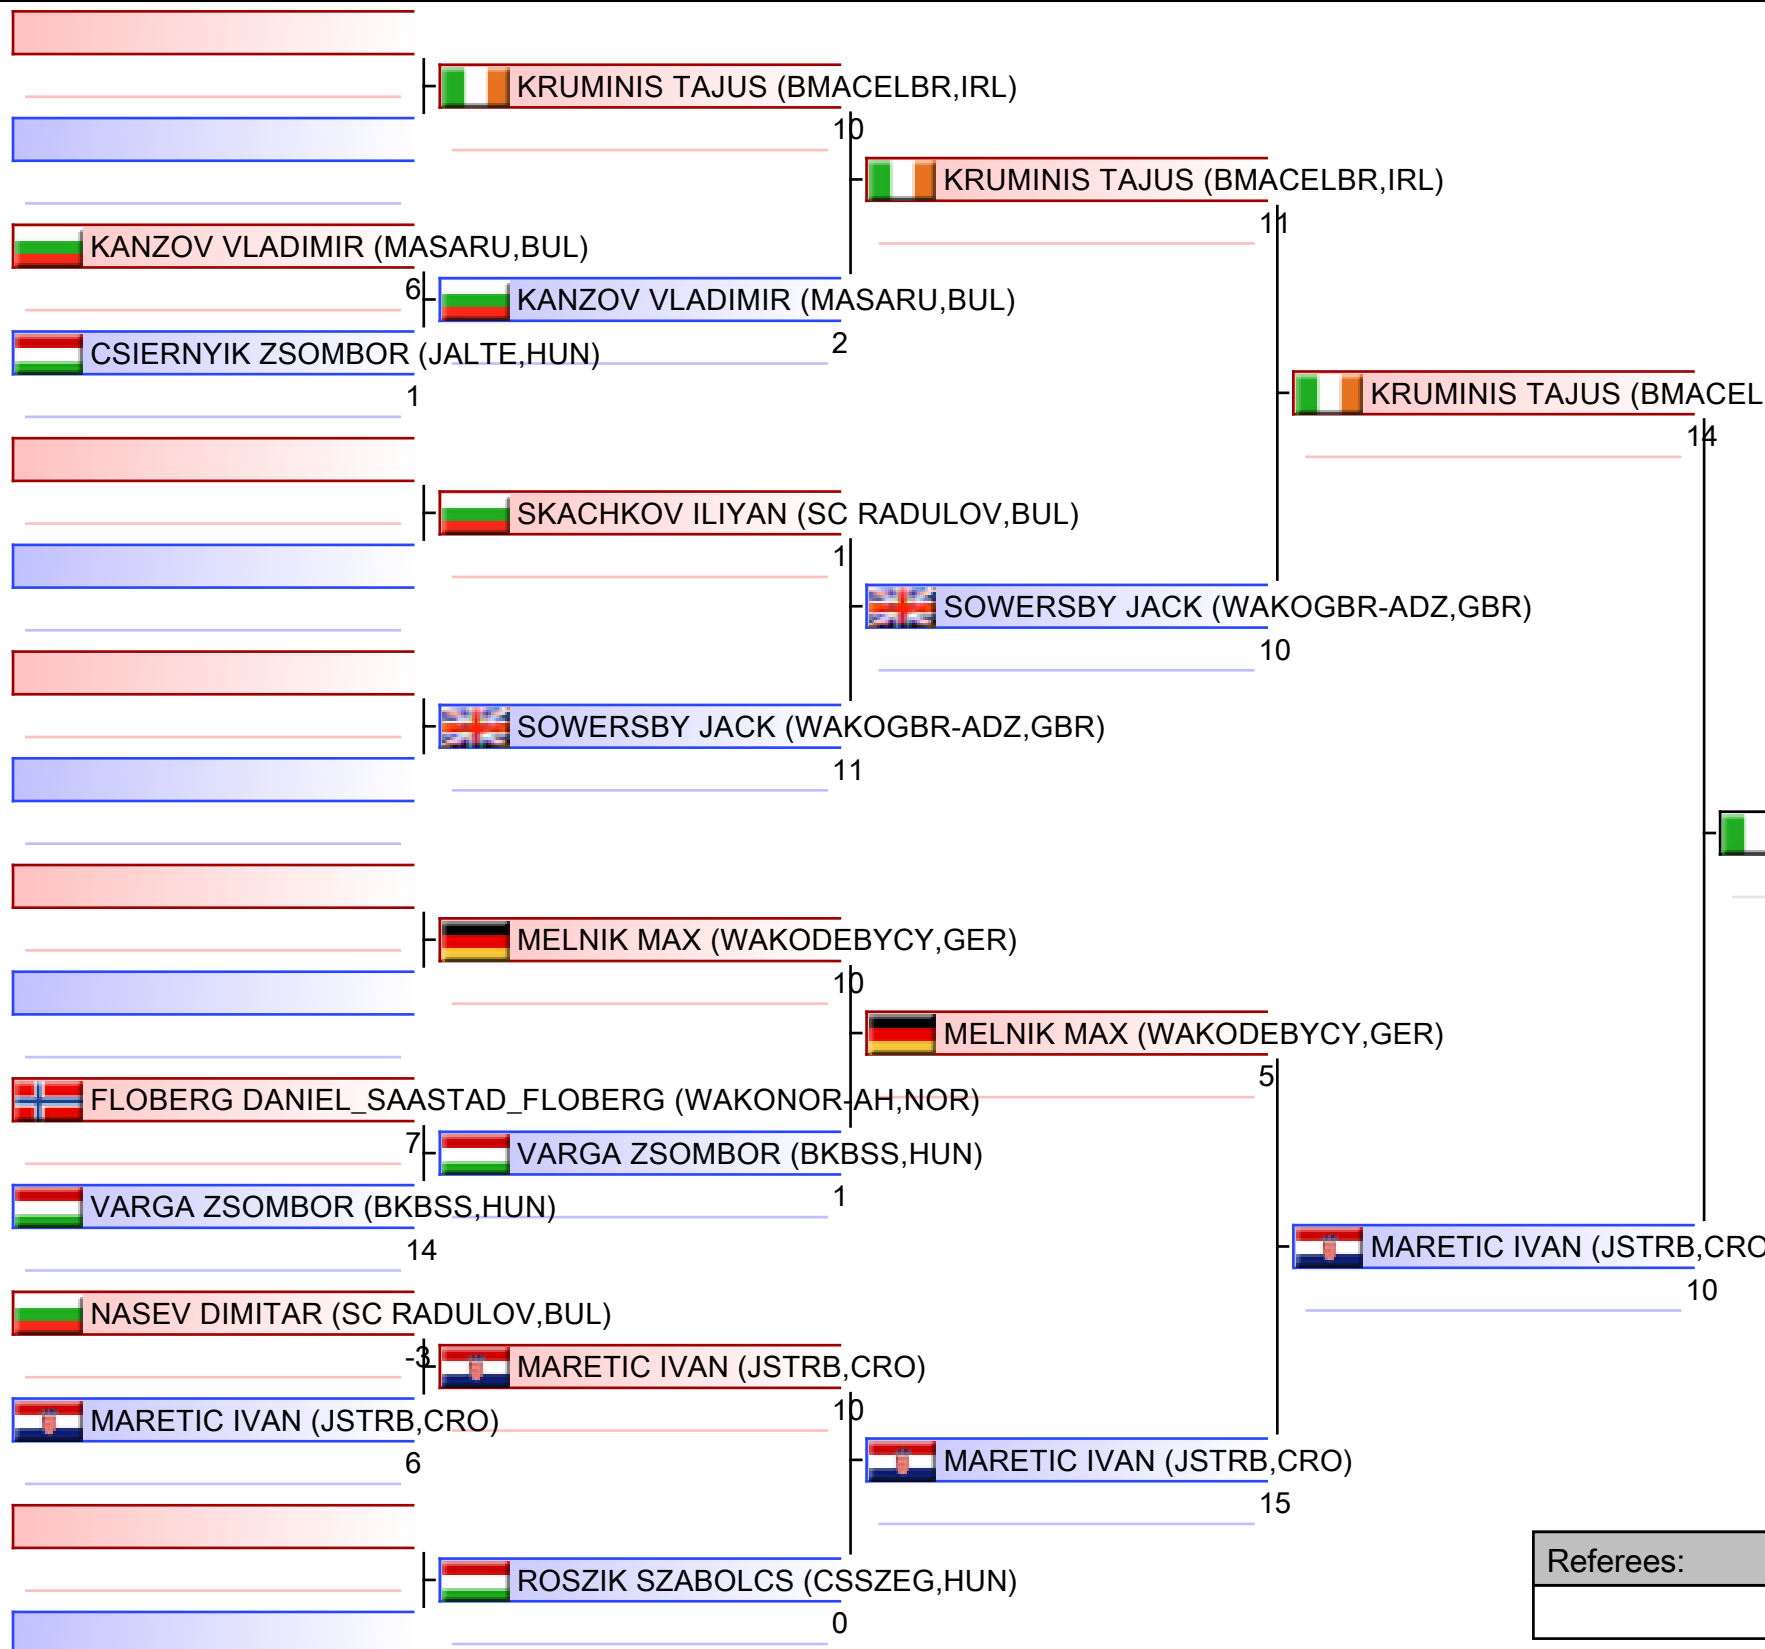 KRUMINIS TAJUS (BMACELBR,IRL)
10
KRUMINIS TAJUS (BMACELBR,IRL)
11
KANZOV VLADIMIR (MASARU,BUL)
6
KANZOV VLADIMIR (MASARU,BUL)
2
CSIERNYIK ZSOMBOR (JALTE,HUN)
1
KRUMINIS TAJUS (BMACEL
14
SKACHKOV ILIYAN (SC RADULOV,BUL)
1
SOWERSBY JACK (WAKOGBR-ADZ,GBR)
10
SOWERSBY JACK (WAKOGBR-ADZ,GBR)
11
MELNIK MAX (WAKODEBYCY,GER)
10
MELNIK MAX (WAKODEBYCY,GER)
5
FLOBERG DANIEL_SAASTAD_FLOBERG (WAKONOR-AH,NOR)
7
VARGA ZSOMBOR (BKBSS,HUN)
1
VARGA ZSOMBOR (BKBSS,HUN)
14
MARETIC IVAN (JSTRB,CRO
10
NASEV DIMITAR (SC RADULOV,BUL)
-3
MARETIC IVAN (JSTRB,CRO)
10
MARETIC IVAN (JSTRB,CRO)
6
MARETIC IVAN (JSTRB,CRO)
15
Referees:
ROSZIK SZABOLCS (CSSZEG,HUN)
0